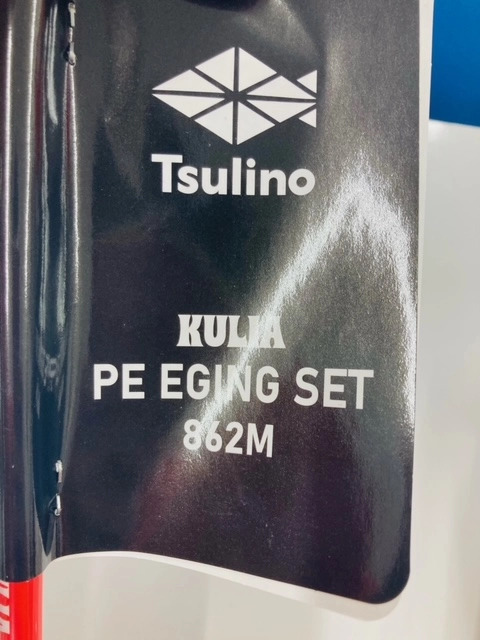 Tsulino
KULIA
PE EGING SET
862M